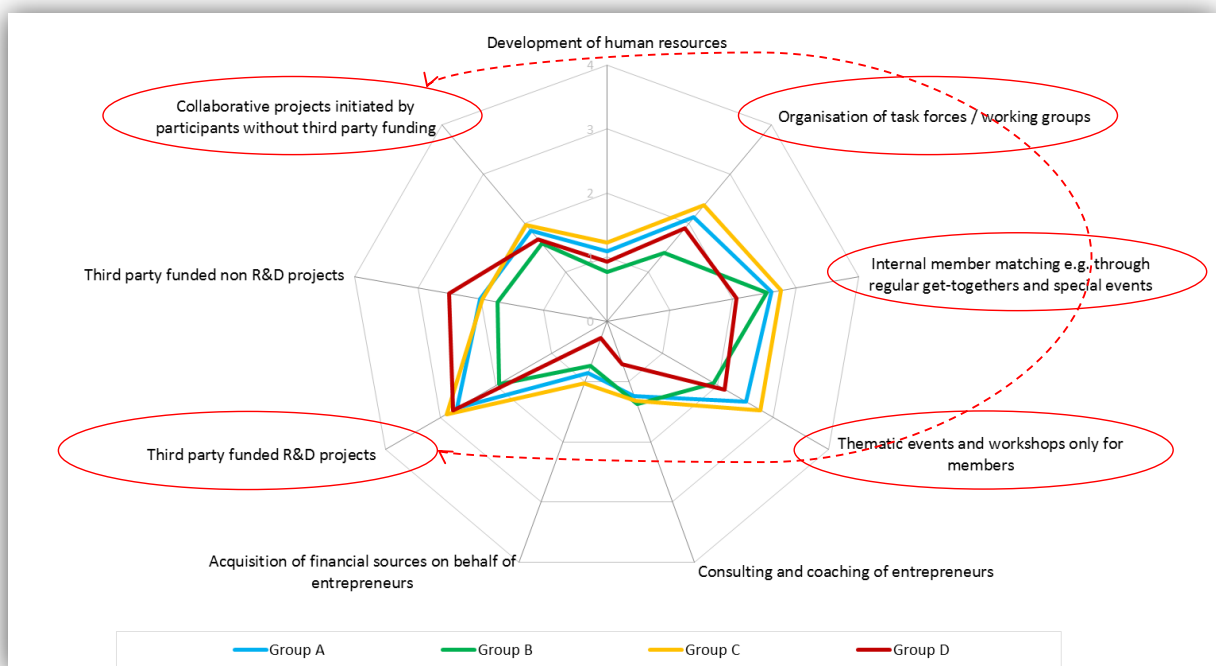 Development of human resources
4
Collaborative projects initiated by
participants without third party funding
Organisation of task forces / working groups
3
2
Third party funded non R&D projects
Internal member matching e.g. through
regular get-togethers and special events
0
Third party funded R&D projects
Thematic events and workshops only for
members
Acquisition of financial sources on behalf of
entrepreneurs
Consulting and coaching of entrepreneurs
Group A
Group B
Group C
Group D